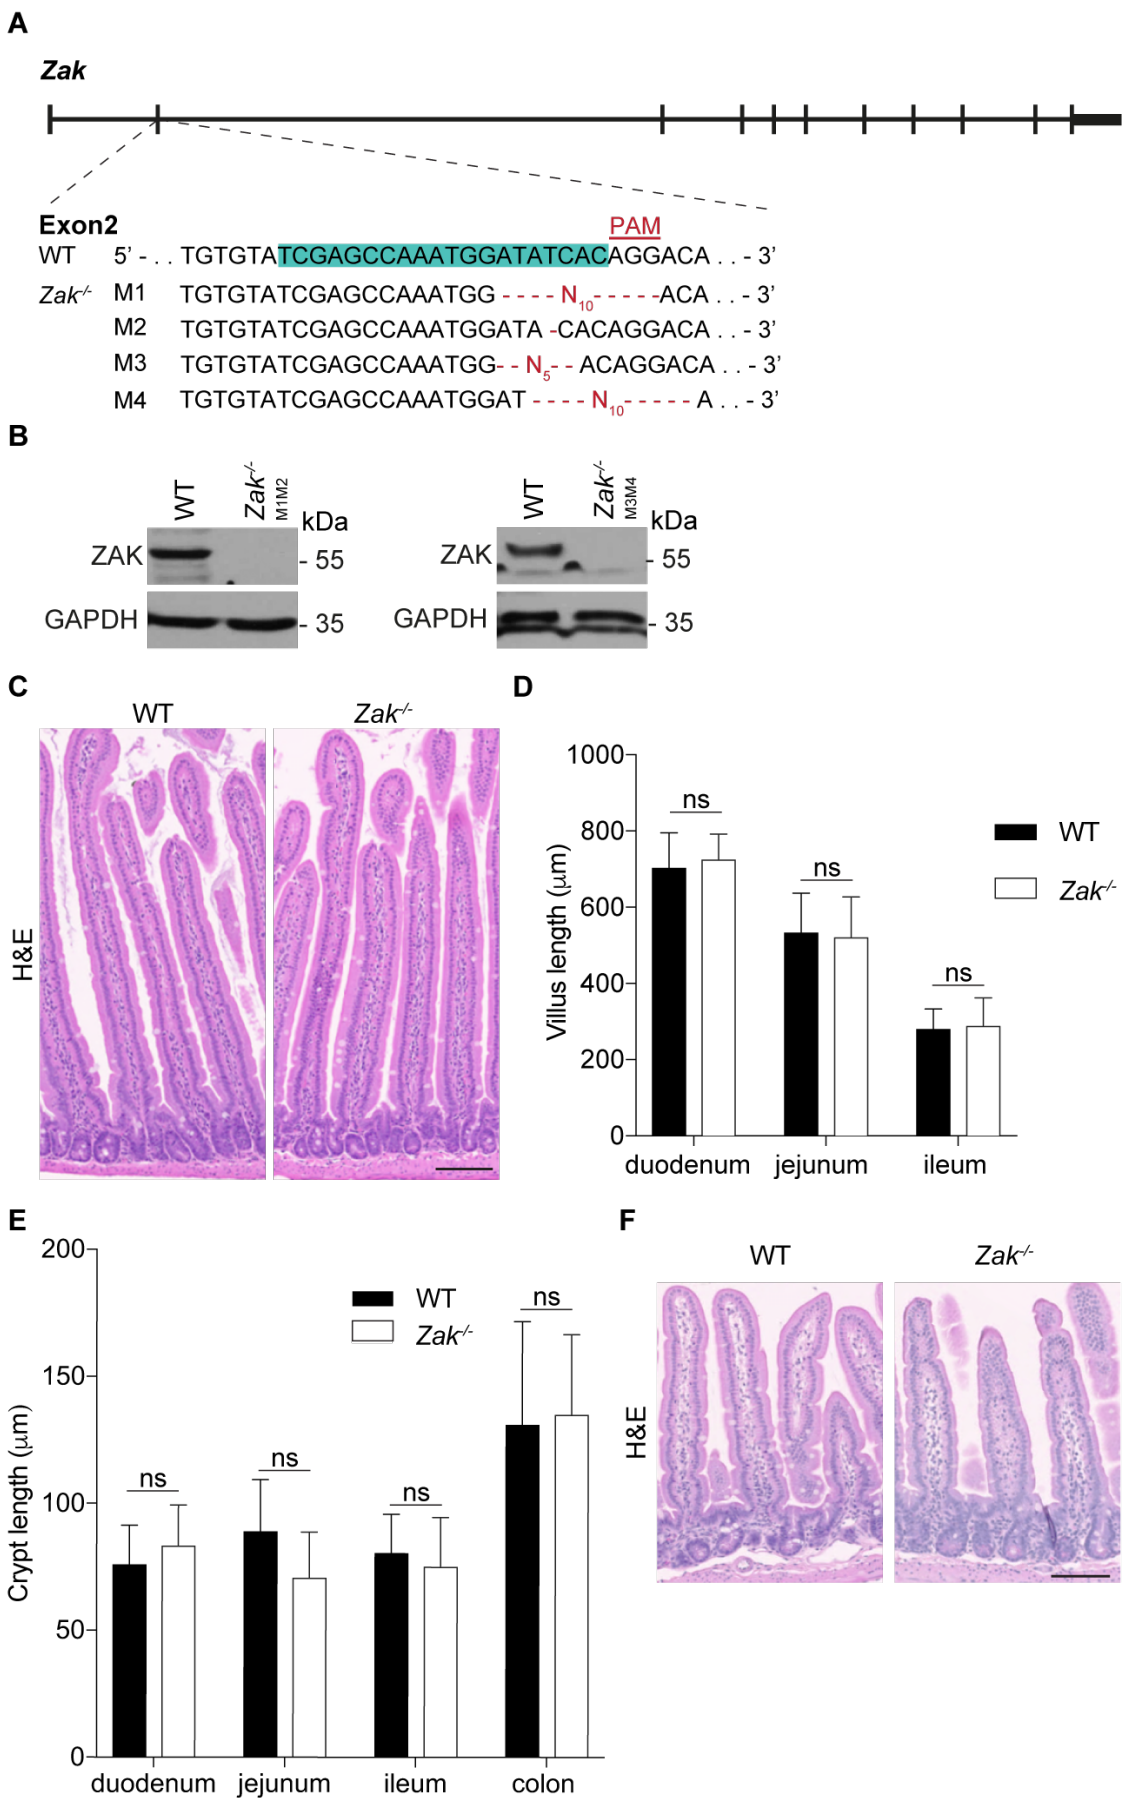 A
Zak
Exon2
PAM
WT 5’ - . . TGTGTATCGAGCCAAATGGATATCACAGGACA . . - 3’
Zak-/- M1 TGTGTATCGAGCCAAATGG - - - - N10 - - - - - ACA . . - 3’
M2 TGTGTATCGAGCCAAATGGATA -CACAGGACA . . - 3’
M3 TGTGTATCGAGCCAAATGG- - N5- - ACAGGACA . . - 3’
M4 TGTGTATCGAGCCAAATGGAT - - - - N10- - - - - A . . - 3’
B
WT Zak-/- M1M2 kDa
ZAK - 55
GAPDH - 35
WT Zak-/- M3M4 kDa
ZAK - 55
GAPDH - 35
C
WT Zak-/-
H&E
D
Villus length (μm)
1000
800
600
400
200
0
ns
ns
ns
WT
Zak-/-
duodenum jejunum ileum
E
Crypt length (μm)
200
150
100
50
0
WT
Zak-/-
ns
ns
ns
ns
duodenum jejunum ileum colon
F
WT Zak-/-
H&E